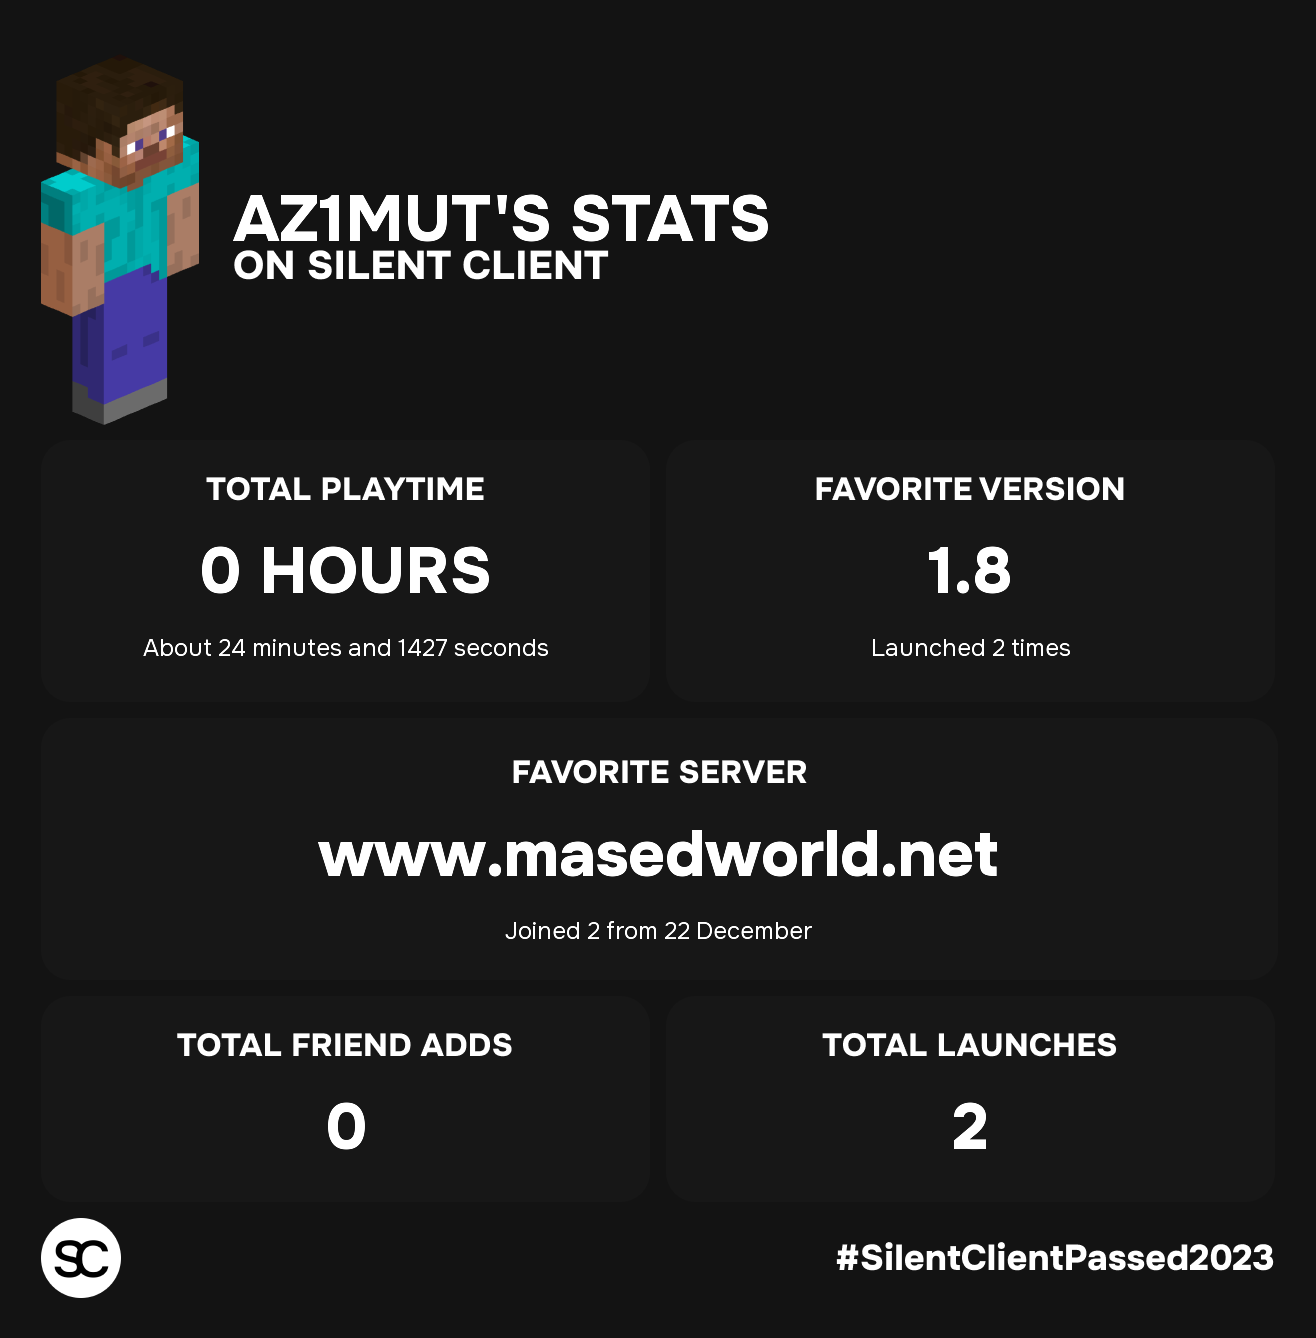 AZ1MUT'S STATS
ON SILENT CLIENT
TOTAL PLAYTIME
0 HOURS
About 24 minutes and 1427 seconds
FAVORITE VERSION
1.8
Launched 2 times
FAVORITE SERVER
www.masedworld.net
Joined 2 from 22 December
TOTAL FRIEND ADDS
0
TOTAL LAUNCHES
2
SC
#SilentClientPassed2023